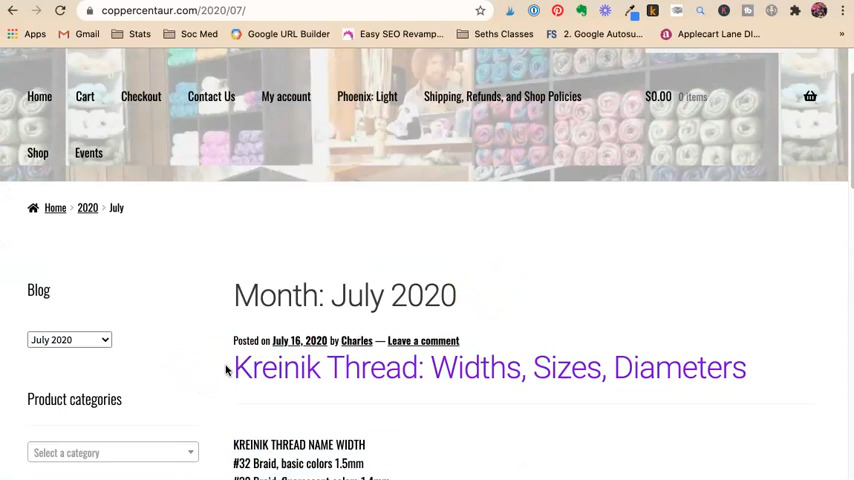 coppercentaur.com/2020/07/
Apps Gmail Stats Soc Med Google URL Builder Easy SEO Revamp... Seths Classes FS 2. Google Autosu... Applecart Lane DI... »
Home Cart Checkout Contact Us My account Phoenix: Light Shipping, Refunds, and Shop Policies $0.00 0 items
Shop Events
Home > 2020 > July
Blog
Month: July 2020
July 2020
Posted on July 16, 2020 by Charles — Leave a comment
Kreinik Thread: Widths, Sizes, Diameters
Product categories
Select a category
KREINIK THREAD NAME WIDTH
#32 Braid, basic colors 1.5mm